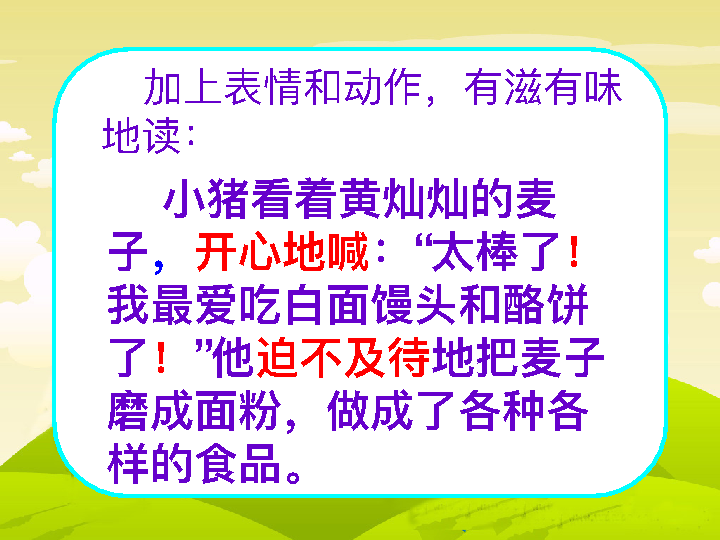 加上表情和动作，有滋有味
地读：
小猪看着黄灿灿的麦
子，开心地喊：“太棒了！
我最爱吃白面馒头和酪饼
了！”他迫不及待地把麦子
磨成面粉，做成了各种各
样的食品。